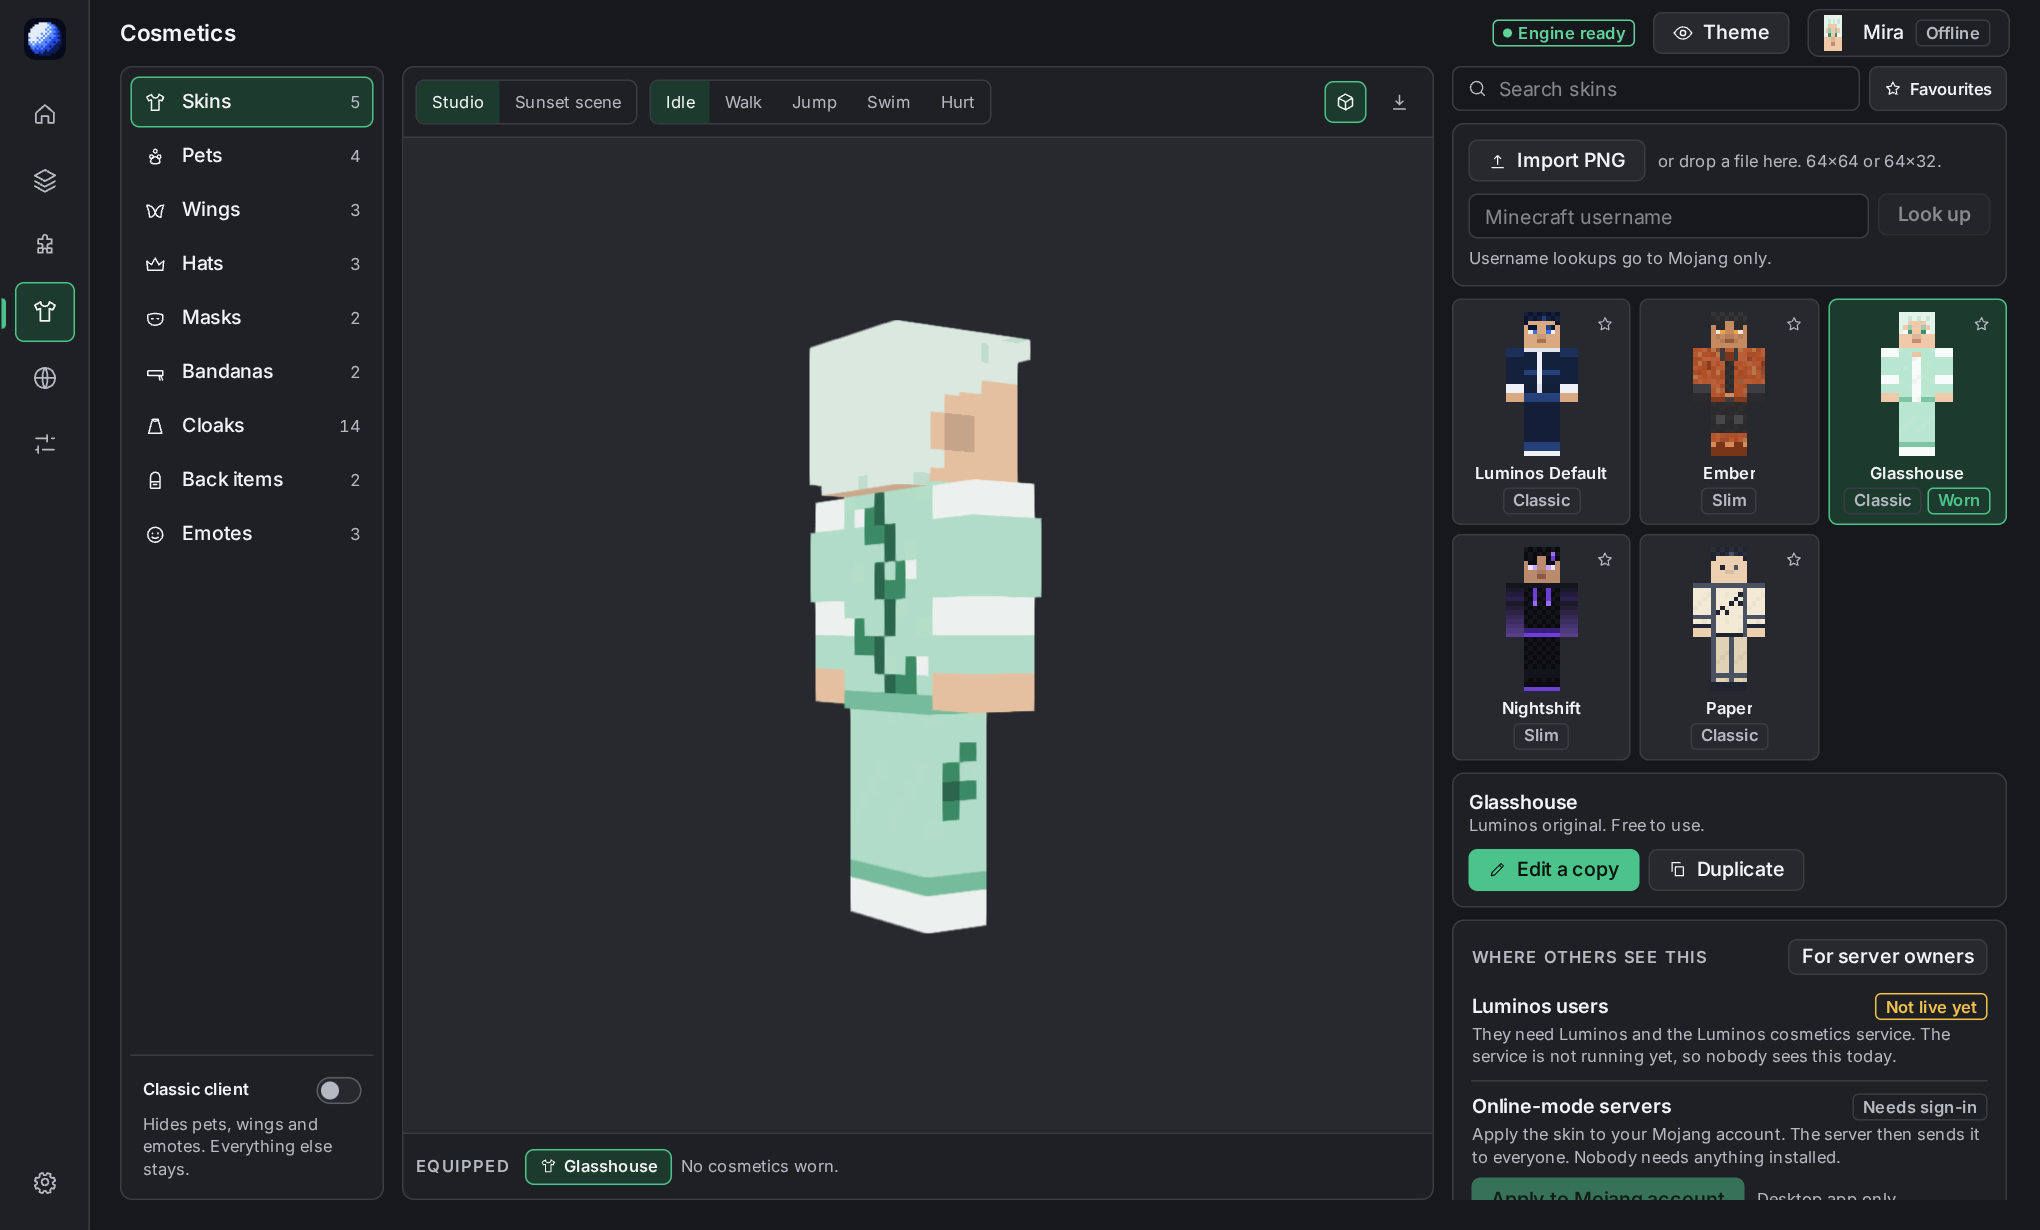 Cosmetics
Engine ready
Theme
Mira
Offline
Skins 5
Pets 4
Wings 3
Hats 3
Masks 2
Bandanas 2
Cloaks 14
Back items 2
Emotes 3
Classic client
Hides pets, wings and
emotes. Everything else
stays.
Studio
Sunset scene
Idle
Walk
Jump
Swim
Hurt
EQUIPPED
Glasshouse
No cosmetics worn.
Search skins
Favourites
Import PNG
or drop a file here. 64×64 or 64×32.
Minecraft username
Look up
Username lookups go to Mojang only.
Luminos Default
Classic
Ember
Slim
Glasshouse
Classic
Worn
Nightshift
Slim
Paper
Classic
Glasshouse
Luminos original. Free to use.
Edit a copy
Duplicate
WHERE OTHERS SEE THIS
For server owners
Luminos users
Not live yet
They need Luminos and the Luminos cosmetics service. The
service is not running yet, so nobody sees this today.
Online-mode servers
Needs sign-in
Apply the skin to your Mojang account. The server then sends it
to everyone. Nobody needs anything installed.
Apply to Mojang account
Desktop app only